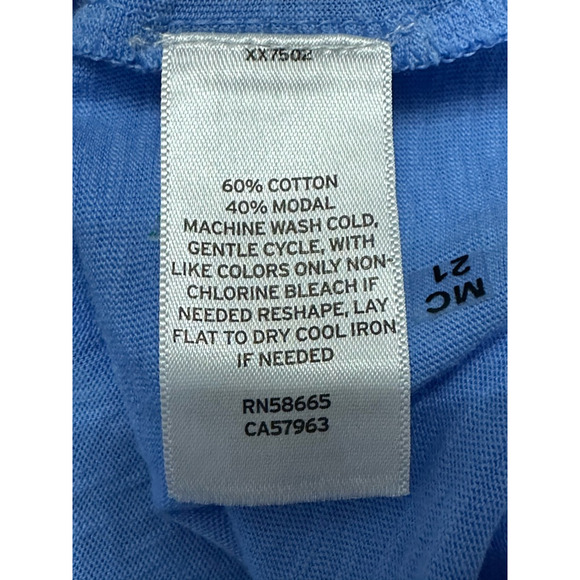 XX7502
60% COTTON
40% MODAL
MACHINE WASH COLD,
GENTLE CYCLE, WITH
LIKE COLORS ONLY NON-
CHLORINE BLEACH IF
NEEDED RESHAPE, LAY
FLAT TO DRY COOL IRON
IF NEEDED
RN58665
CA57963
MC
21